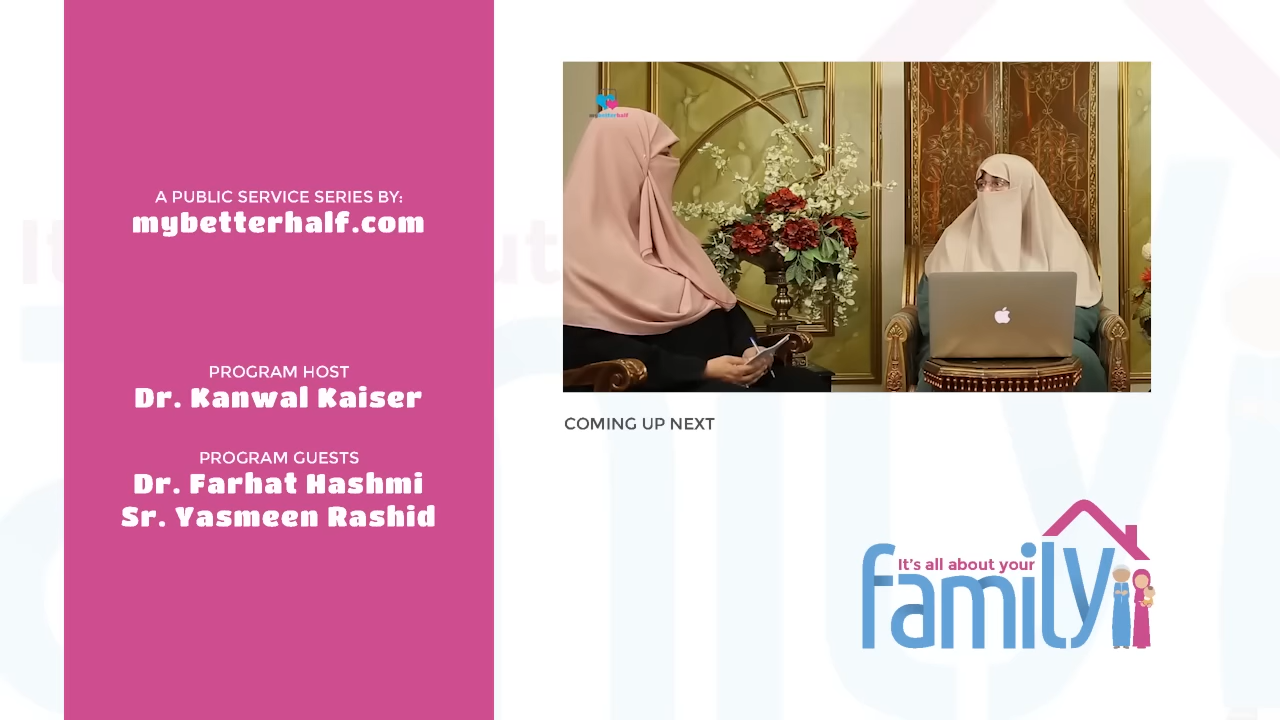 A PUBLIC SERVICE SERIES BY:
mybetterhalf.com
PROGRAM HOST
Dr. Kanwal Kaiser
PROGRAM GUESTS
Dr. Farhat Hashmi
Sr. Yasmeen Rashid
mybetterhalf
COMING UP NEXT
It's all about your
family